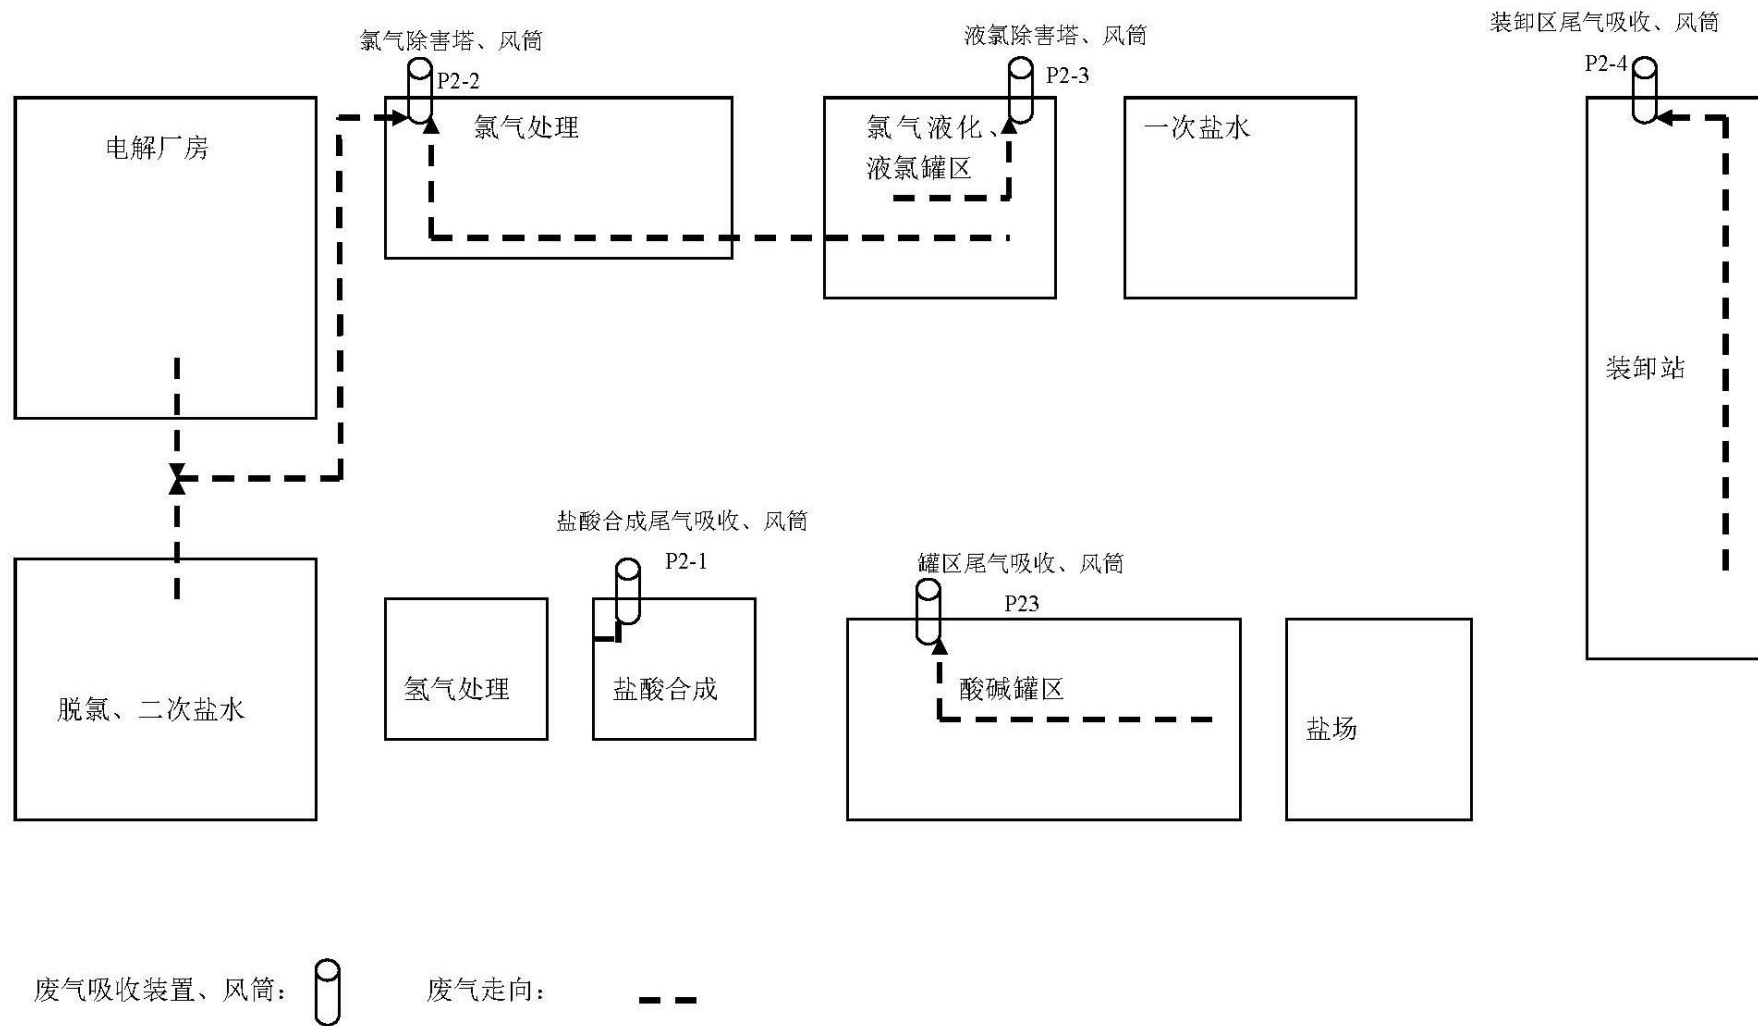 氯气除害塔、风筒
P2-2
液氯除害塔、风筒
P2-3
装卸区尾气吸收、风筒
P2-4
电解厂房
氯气处理
氯气液化、
液氯罐区
一次盐水
装卸站
盐酸合成尾气吸收、风筒
P2-1
罐区尾气吸收、风筒
P23
脱氯、二次盐水
氢气处理
盐酸合成
酸碱罐区
盐场
废气吸收装置、风筒：
废气走向：